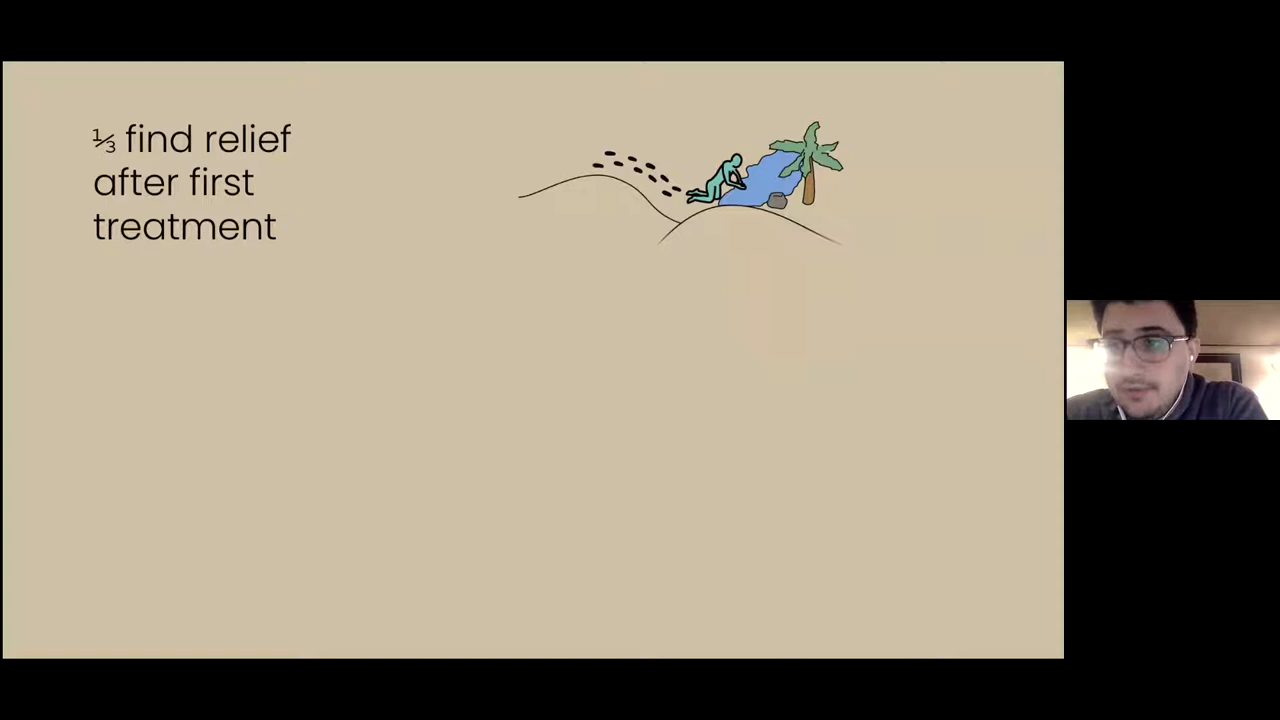 ⅓ find relief
after first
treatment